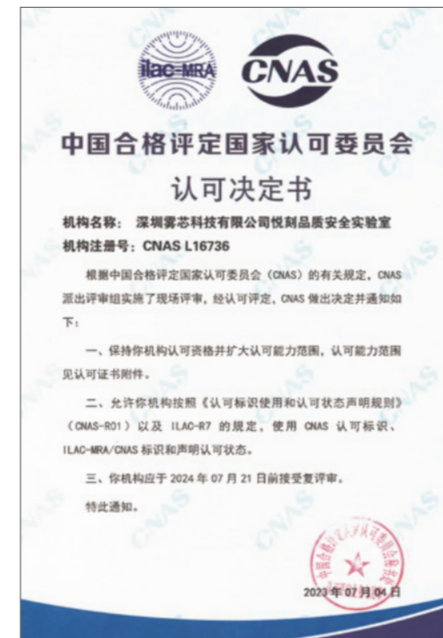 ilac-MRA
CNAS
中国合格评定国家认可委员会
认可决定书
机构名称： 深圳雾芯科技有限公司悦刻品质安全实验室
机构注册号：CNAS L16736
根据中国合格评定国家认可委员会（CNAS）的有关规定，CNAS
派出评审组实施了现场评审，经认可评定，CNAS 做出决定并通知如
下：
一、保持你机构认可资格并扩大认可能力范围，认可能力范围
见认可证书附件。
二、允许你机构按照《认可标识使用和认可状态声明规则》
（CNAS-R01）以及 ILAC-R7 的规定，使用 CNAS 认可标识、
ILAC-MRA/CNAS 标识和声明认可状态。
三、你机构应于 2024 年 07 月 21 日前接受复评审。
特此通知。
2023 年 07 月 04 日